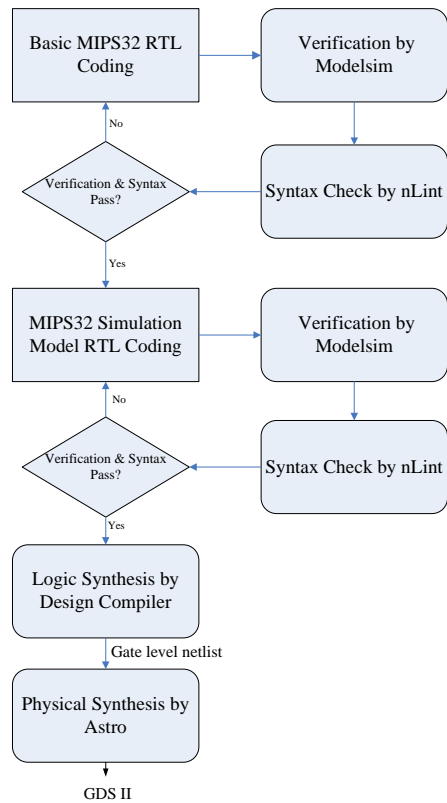 Basic MIPS32 RTL
Coding
Verification by
Modelsim
No
Verification & Syntax
Pass?
Syntax Check by nLint
Yes
MIPS32 Simulation
Model RTL Coding
Verification by
Modelsim
No
Verification & Syntax
Pass?
Syntax Check by nLint
Yes
Logic Synthesis by
Design Compiler
Gate level netlist
Physical Synthesis by
Astro
GDS II